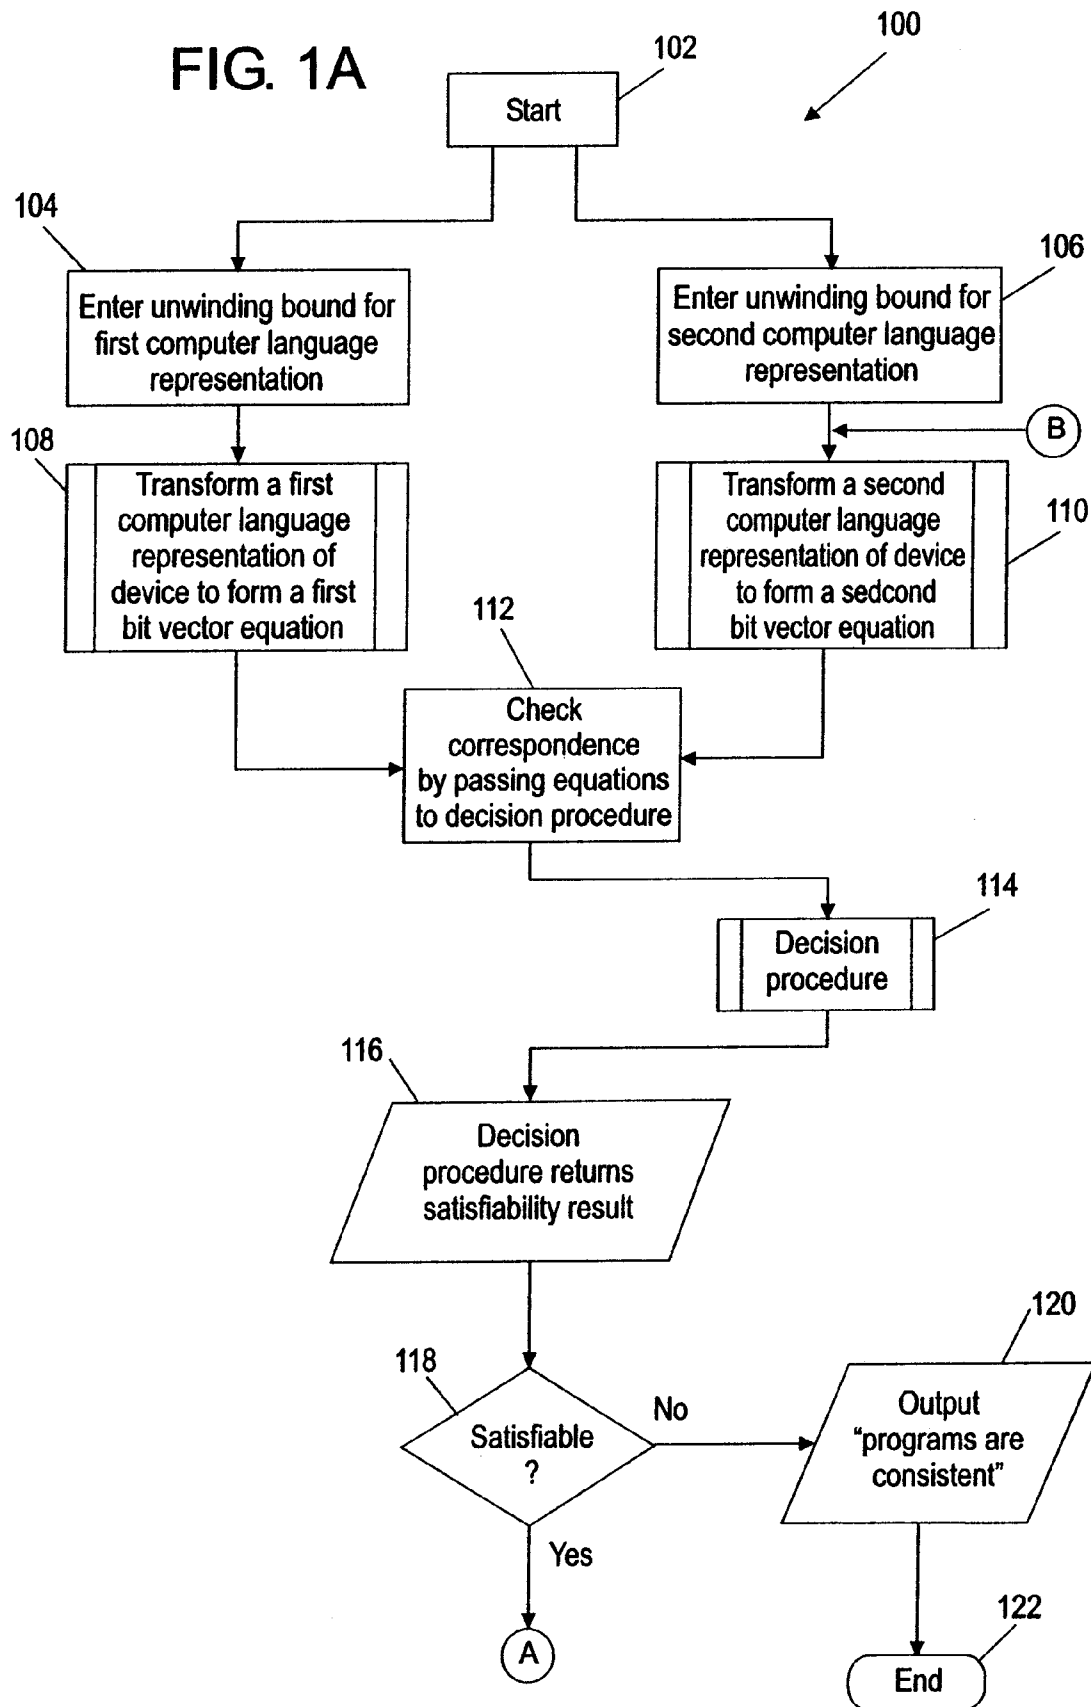 FIG. 1A
100
102
Start
104
106
Enter unwinding bound for
first computer language
representation
Enter unwinding bound for
second computer language
representation
B
108
Transform a first
computer language
representation of
device to form a first
bit vector equation
110
Transform a second
computer language
representation of device
to form a sedcond
bit vector equation
112
Check
correspondence
by passing equations
to decision procedure
114
Decision
procedure
116
Decision
procedure returns
satisfiability result
118
Satisfiable
?
No
Yes
120
Output
“programs are
consistent”
A
122
End